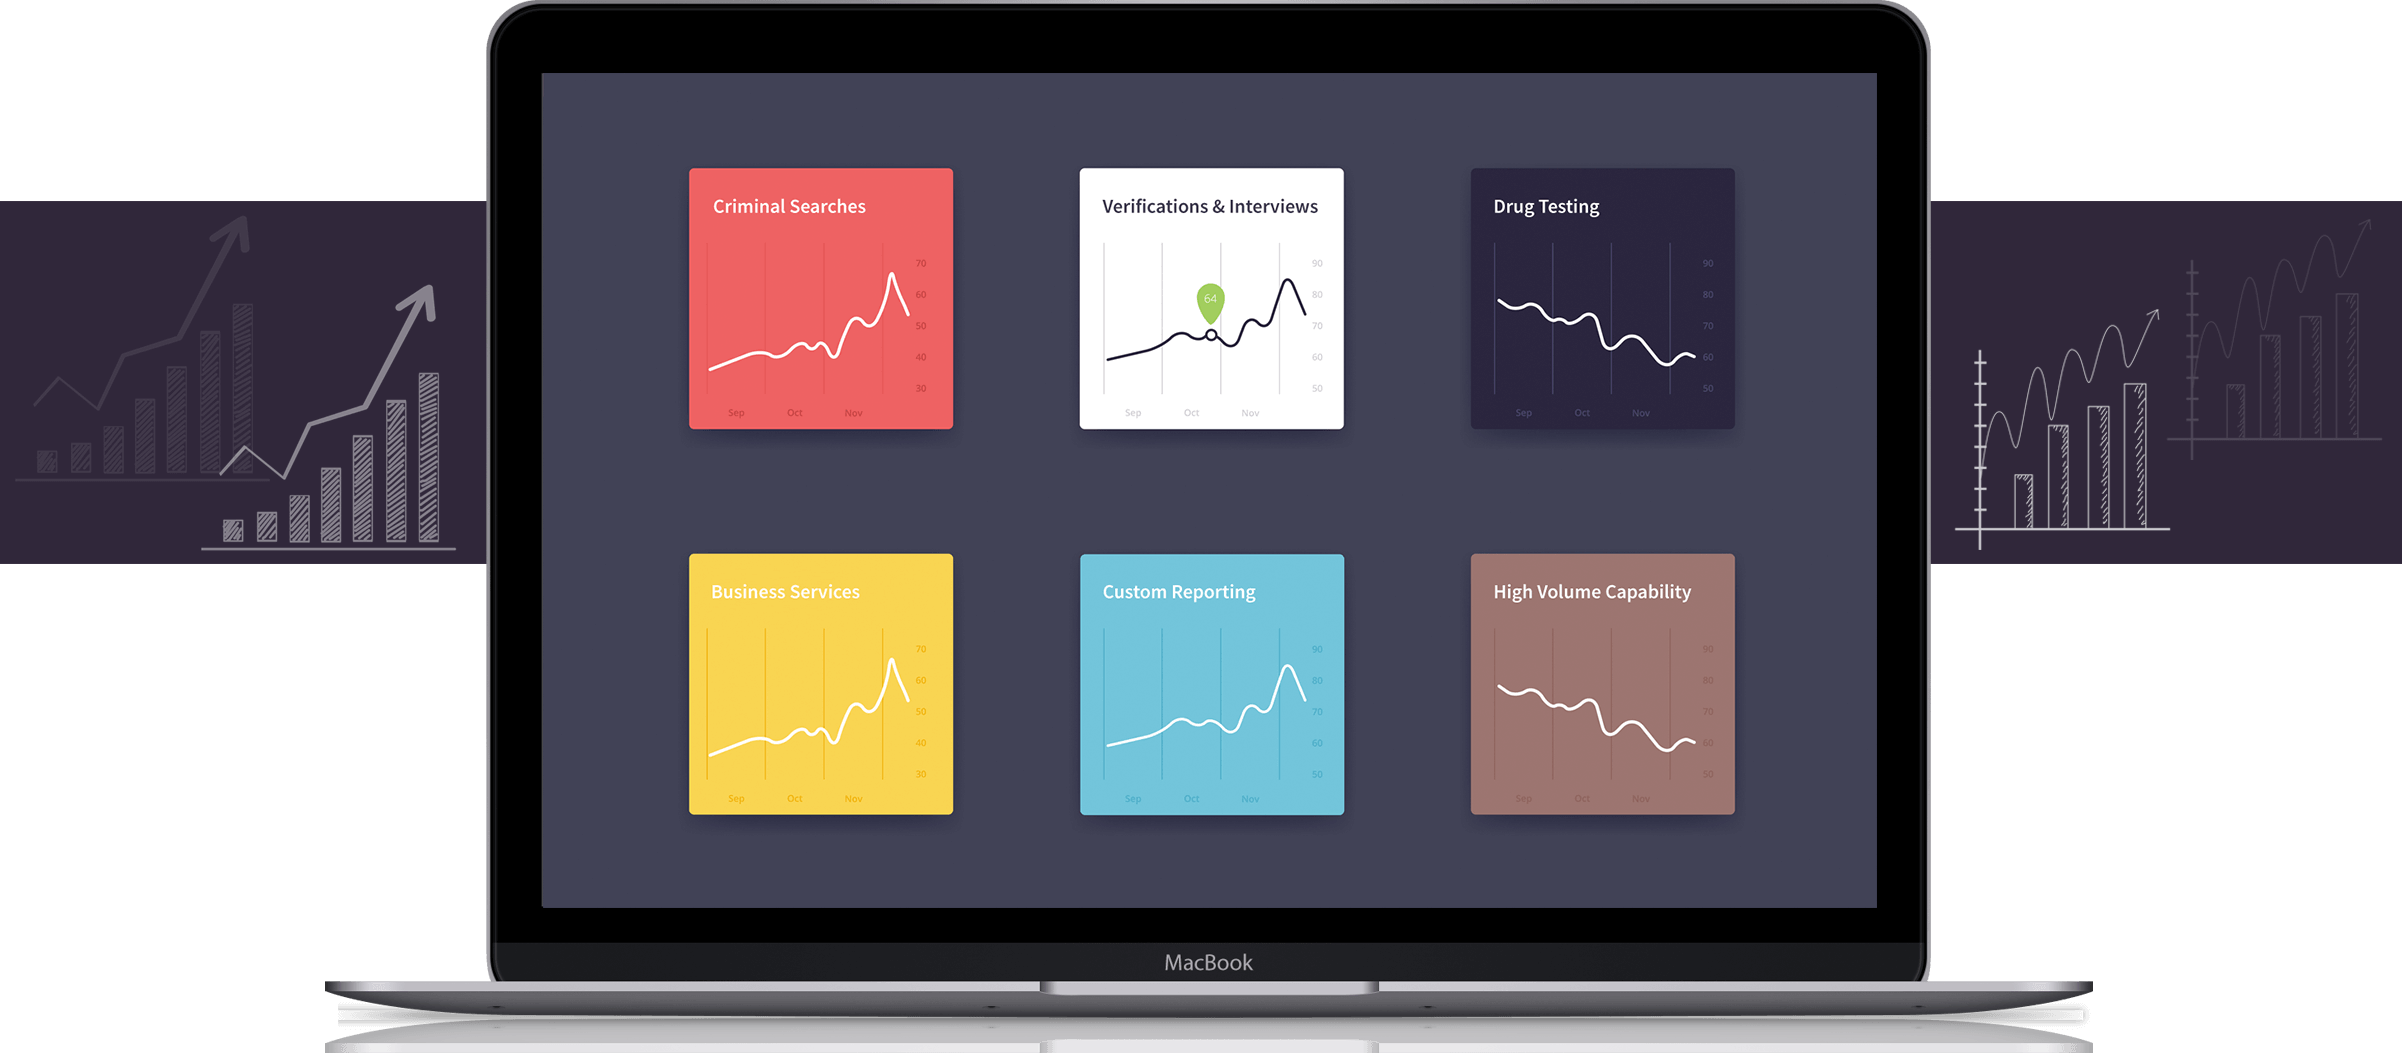 Criminal Searches
70
60
50
40
30
Sep Oct Nov
Verifications & Interviews
90
80
70
60
50
64
Sep Oct Nov
Drug Testing
90
80
70
60
50
Sep Oct Nov
Business Services
70
60
50
40
30
Sep Oct Nov
Custom Reporting
90
80
70
60
50
Sep Oct Nov
High Volume Capability
90
80
70
60
50
Sep Oct Nov
MacBook